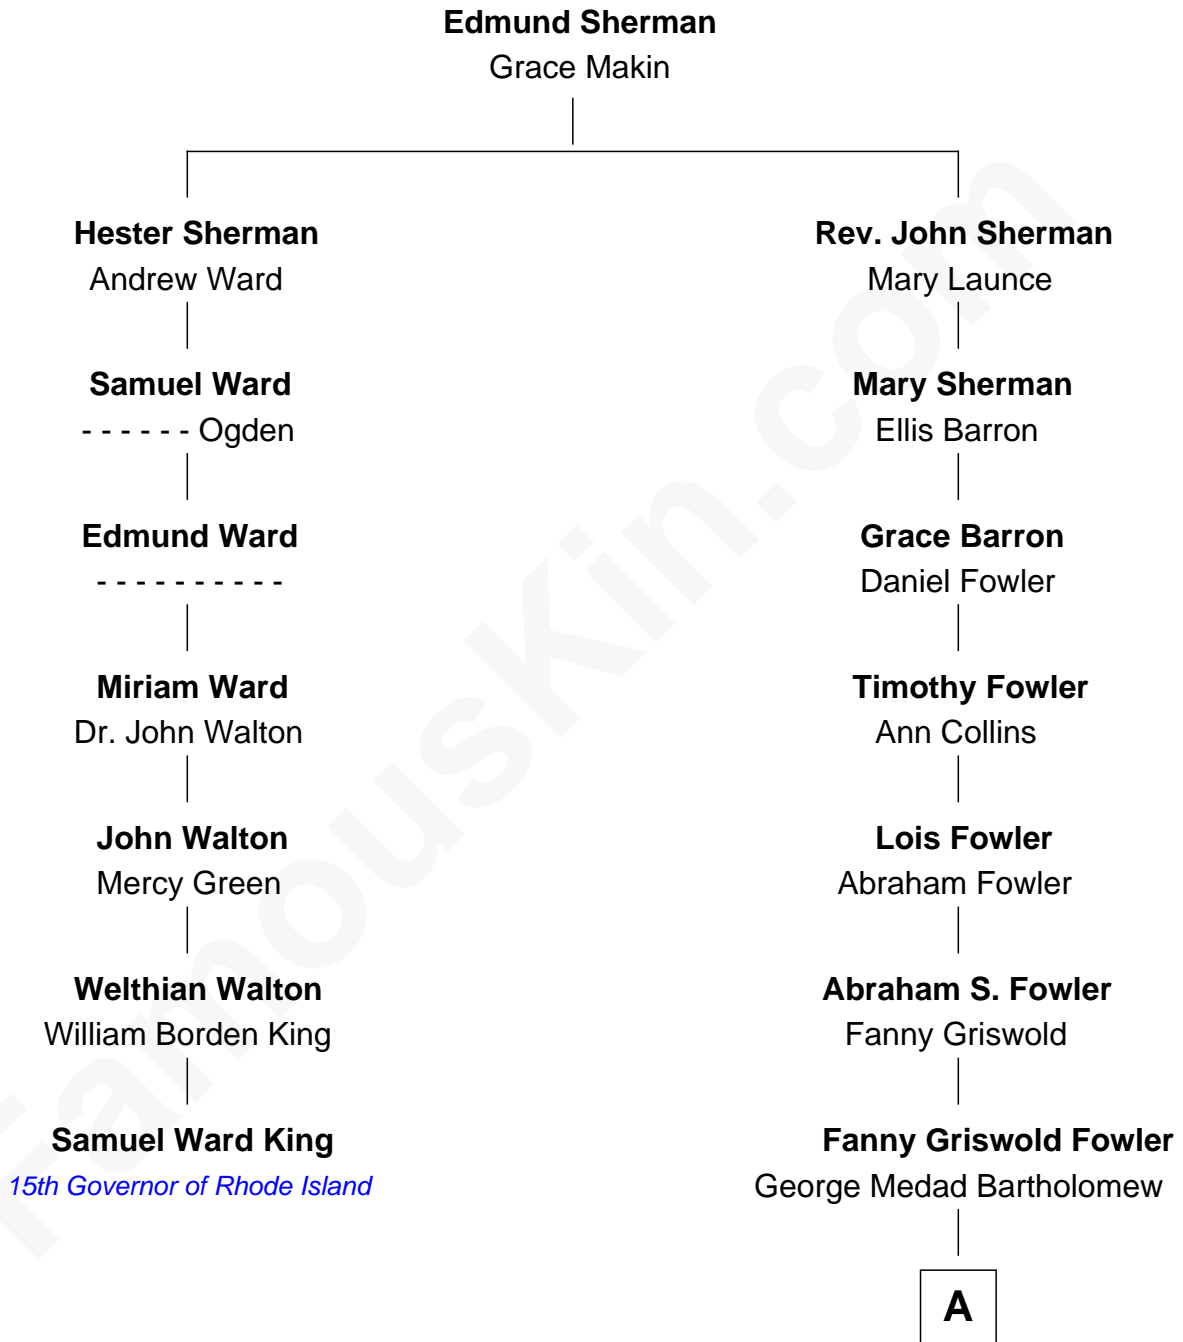 Edmund Sherman
Grace Makin
Hester Sherman
Andrew Ward
Samuel Ward
- - - - - - Ogden
Edmund Ward
- - - - - - - - - -
Miriam Ward
Dr. John Walton
John Walton
Mercy Green
Welthian Walton
William Borden King
Samuel Ward King
15th Governor of Rhode Island
Rev. John Sherman
Mary Launce
Mary Sherman
Ellis Barron
Grace Barron
Daniel Fowler
Timothy Fowler
Ann Collins
Lois Fowler
Abraham Fowler
Abraham S. Fowler
Fanny Griswold
Fanny Griswold Fowler
George Medad Bartholomew
A
FamousKin.com